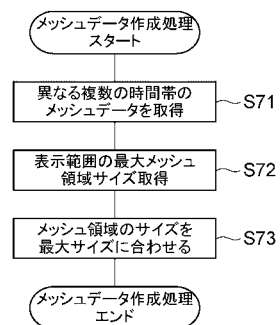 メッシュデータ作成処理
スタート
異なる複数の時間帯の
メッシュデータを取得
S71
表示範囲の最大メッシュ
領域サイズ取得
S72
メッシュ領域のサイズを
最大サイズに合わせる
S73
メッシュデータ作成処理
エンド